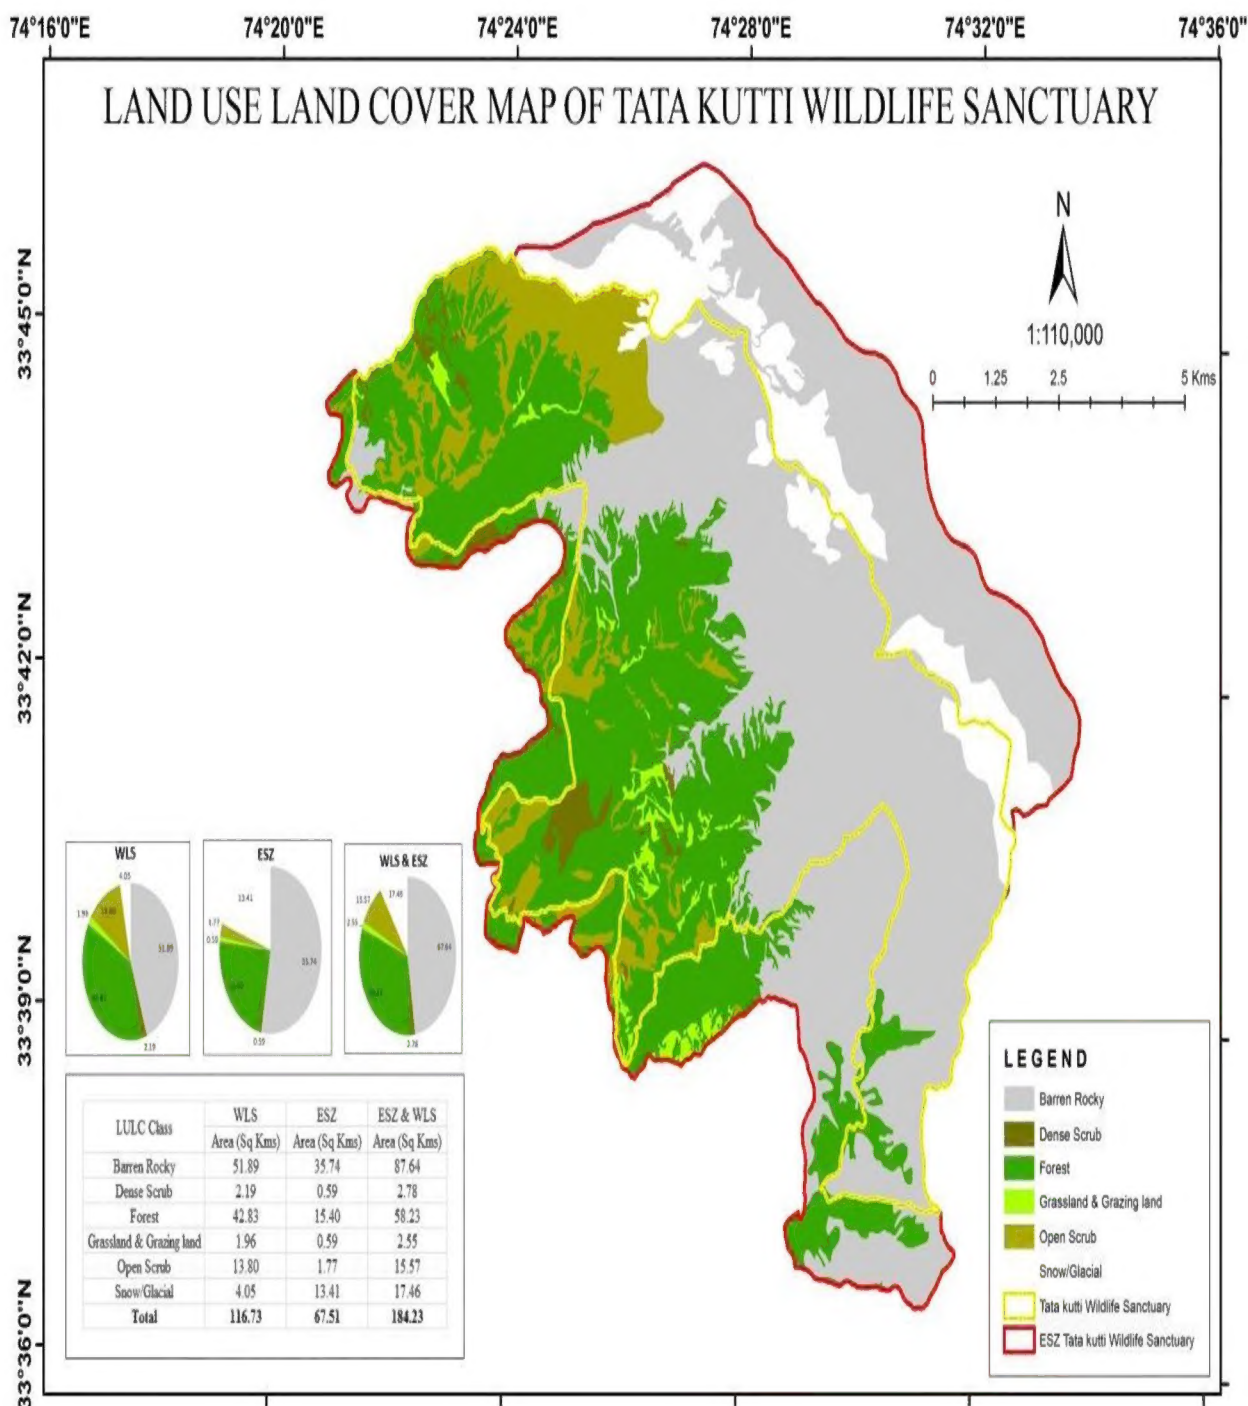 74°16'0"E 74°20'0"E 74°24'0"E 74°28'0"E 74°32'0"E 74°36'0"
LAND USE LAND COVER MAP OF TATA KUTTI WILDLIFE SANCTUARY
N
1:110,000
0 1.25 2.5 5 Kms
33°45'0"N
33°42'0"N
33°39'0"N
33°36'0"N
WLS
4.05
1.96
13.80
51.89
2.19
ESZ
13.41
1.77
0.59
35.74
0.59
WLS & ESZ
17.46
15.57
2.55
87.64
2.78
LULC Class WLS ESZ ESZ & WLS
Area (Sq Kms) Area (Sq Kms) Area (Sq Kms)
Barren Rocky 51.89 35.74 87.64
Dense Scrub 2.19 0.59 2.78
Forest 42.83 15.40 58.23
Grassland & Grazing land 1.96 0.59 2.55
Open Scrub 13.80 1.77 15.57
Snow/Glacial 4.05 13.41 17.46
Total 116.73 67.51 184.23
LEGEND
Barren Rocky
Dense Scrub
Forest
Grassland & Grazing land
Open Scrub
Snow/Glacial
Tata kutti Wildlife Sanctuary
ESZ Tata kutti Wildlife Sanctuary